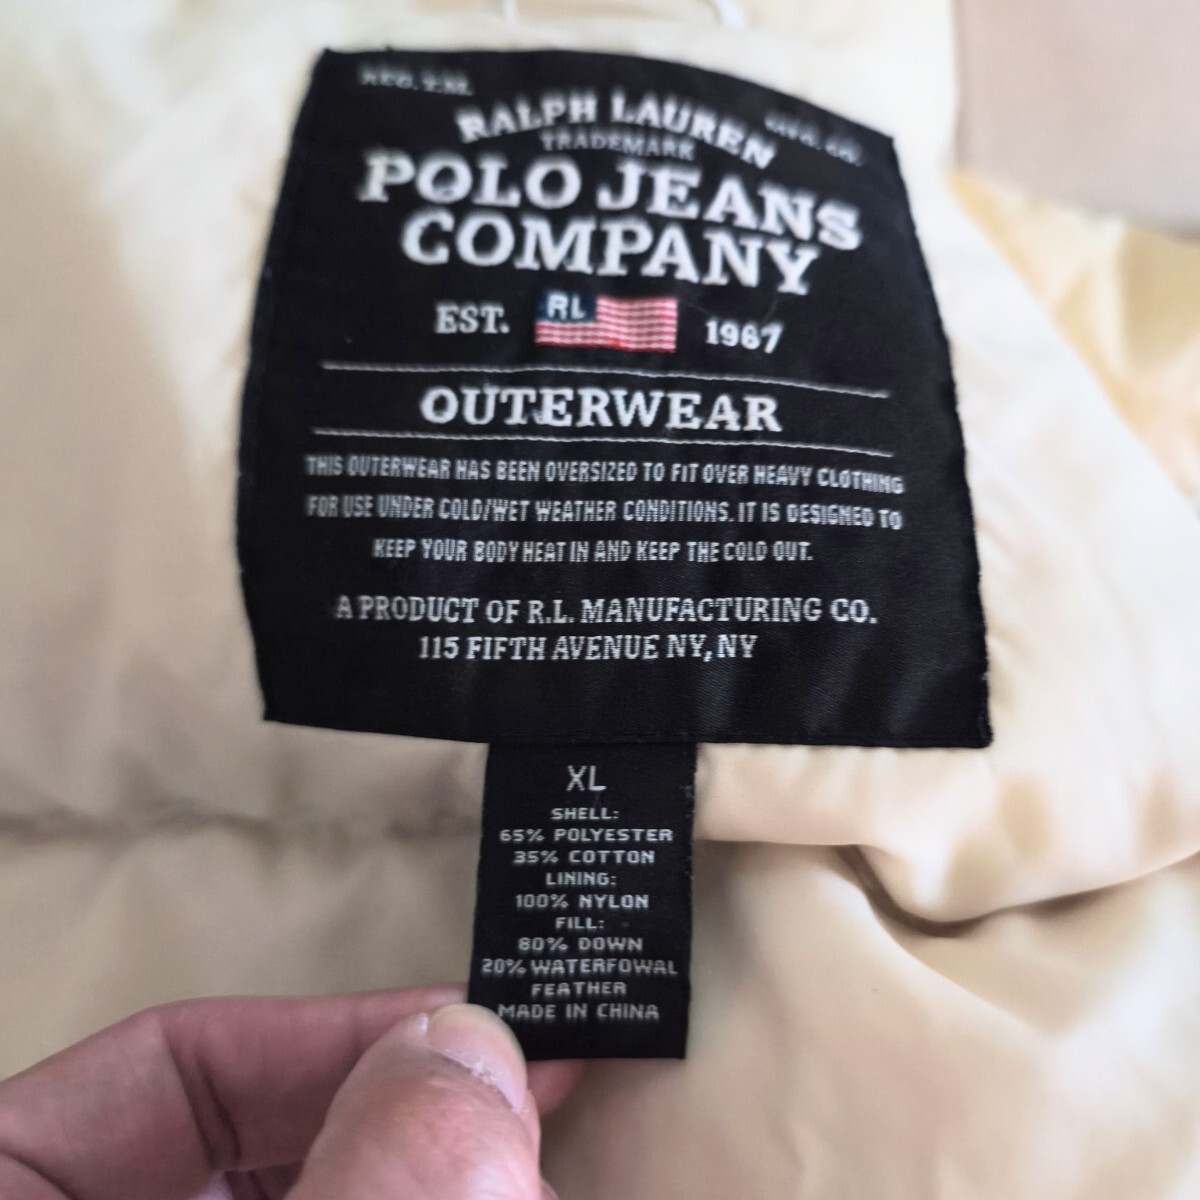 REG. T.M.
MFG. CO.
RALPH LAUREN
TRADEMARK
POLO JEANS
COMPANY
EST. RL 1967
OUTERWEAR
THIS OUTERWEAR HAS BEEN OVERSIZED TO FIT OVER HEAVY CLOTHING
FOR USE UNDER COLD/WET WEATHER CONDITIONS. IT IS DESIGNED TO
KEEP YOUR BODY HEAT IN AND KEEP THE COLD OUT.
A PRODUCT OF R.L. MANUFACTURING CO.
115 FIFTH AVENUE NY, NY
XL
SHELL:
65% POLYESTER
35% COTTON
LINING:
100% NYLON
FILL:
80% DOWN
20% WATERFOWAL
FEATHER
MADE IN CHINA